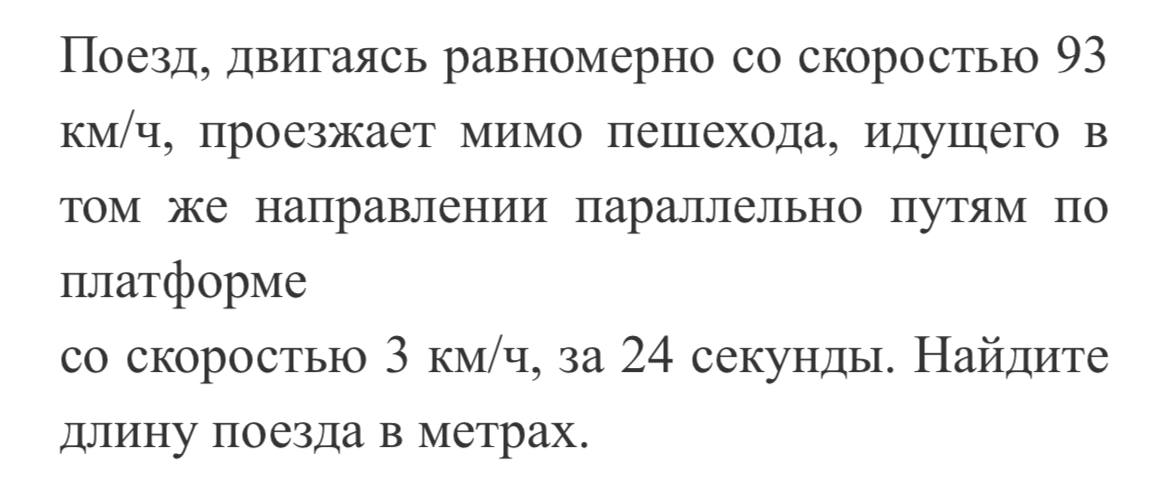 Поезд, двигаясь равномерно со скоростью 93
км/ч, проезжает мимо пешехода, идущего в
том же направлении параллельно путям по
платформе
со скоростью 3 км/ч, за 24 секунды. Найдите
длину поезда в метрах.